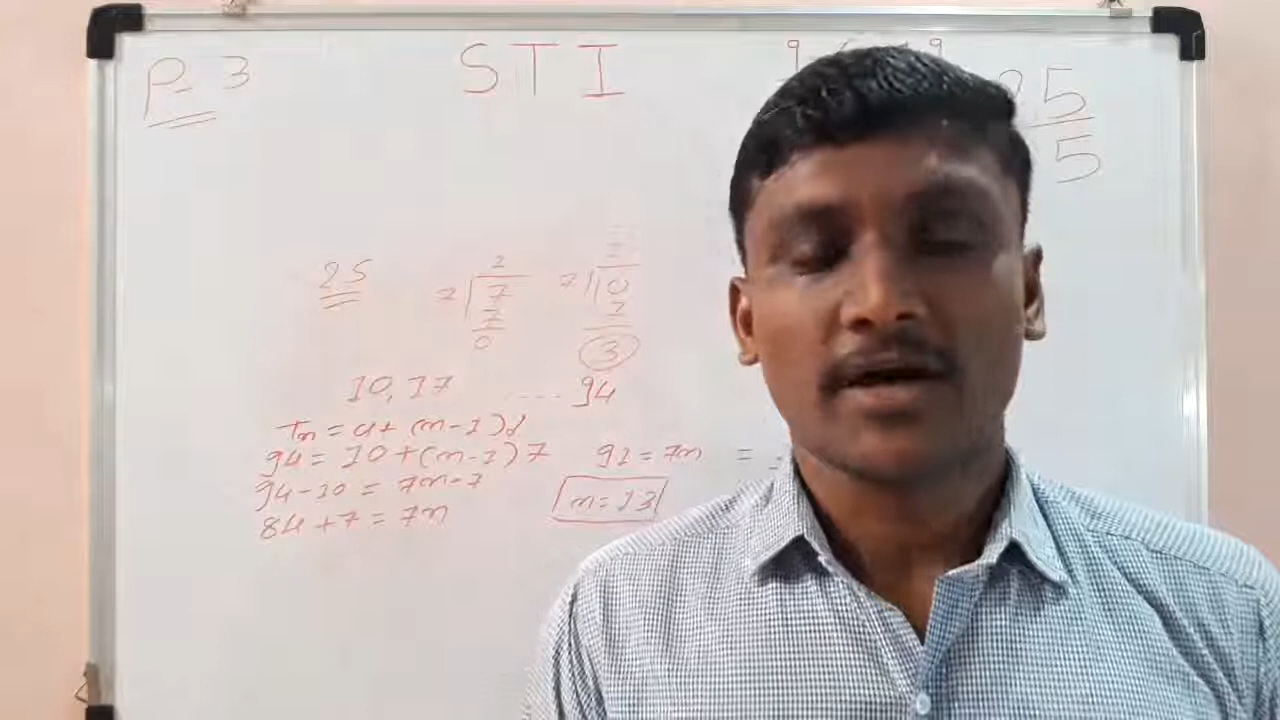 P 3
STI
25
5
25
2
7 7
7
0
7 10
7
3
10, 17 .... 94
Tn = a + (n-1)d
94 = 10 + (n-1) 7
91 = 7n =
94-10 = 7n-7
n = 13
84 + 7 = 7n